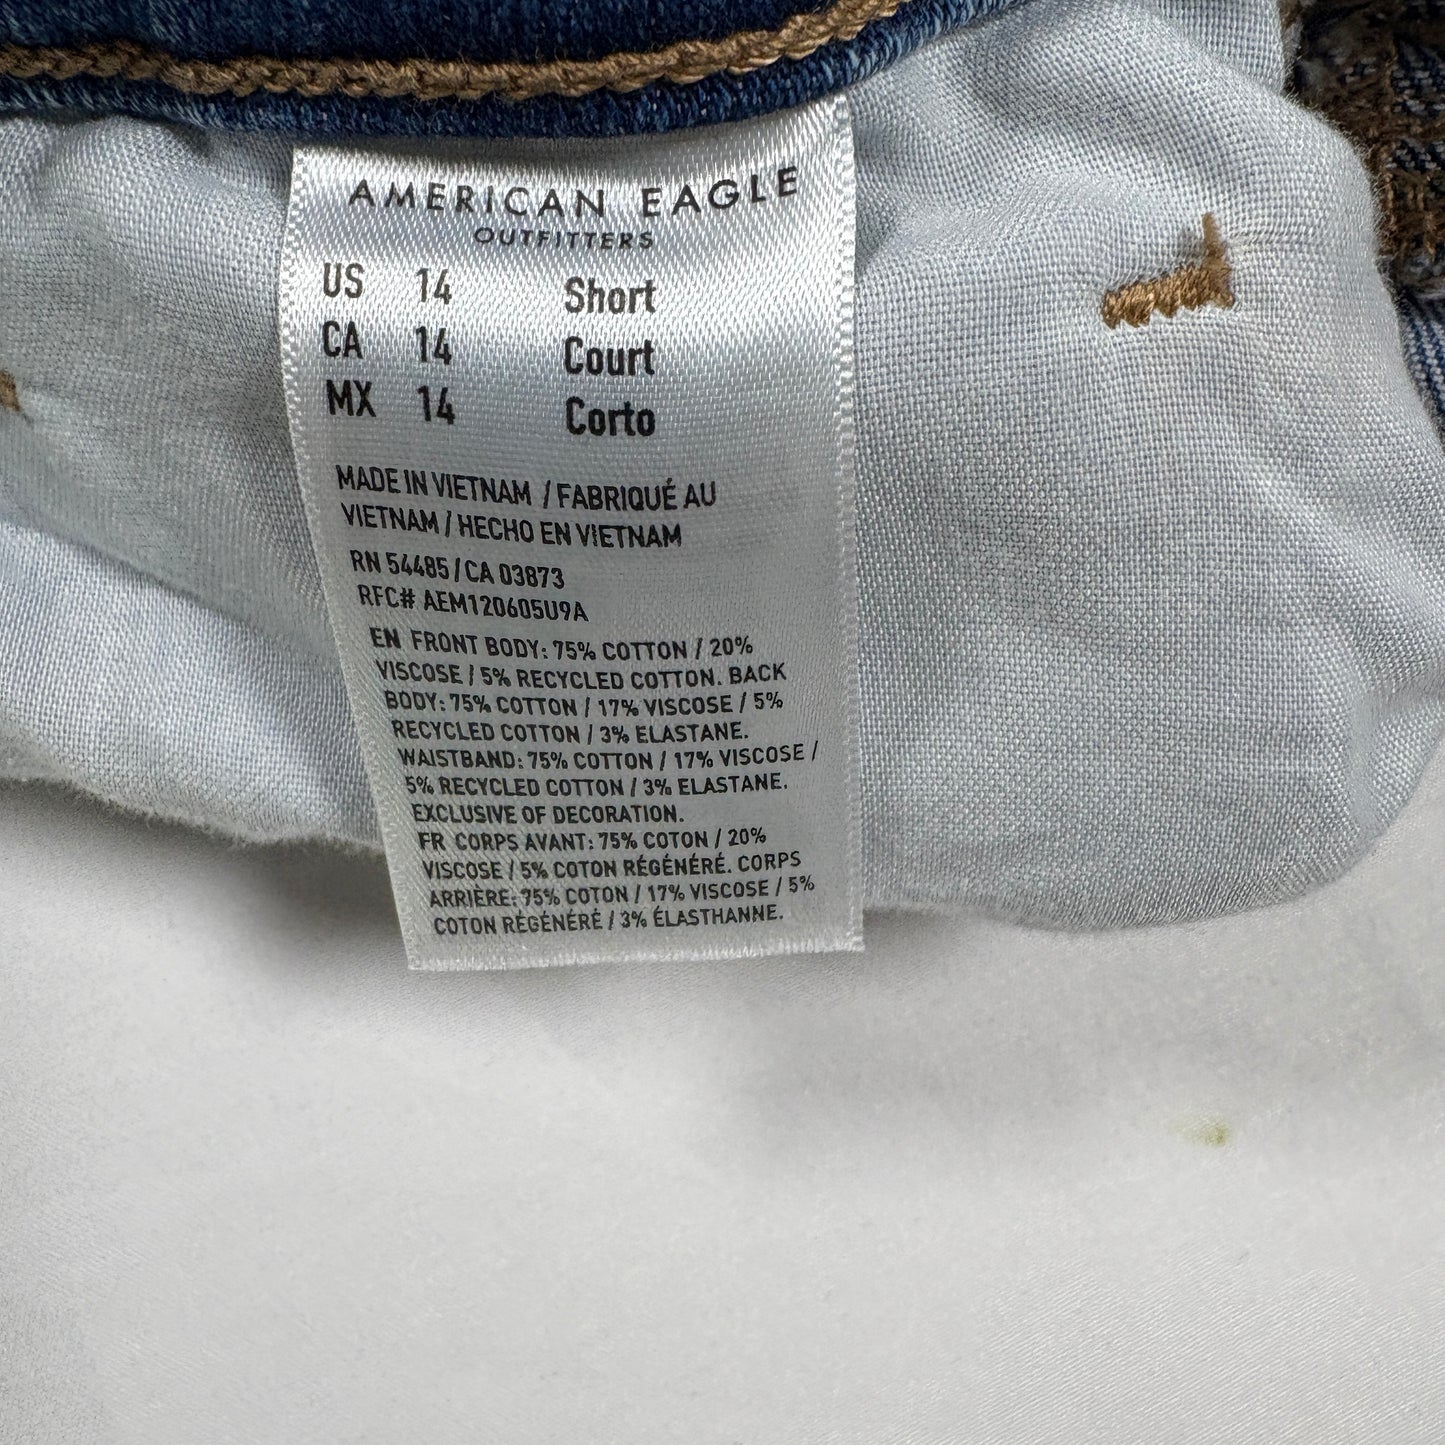 AMERICAN EAGLE
OUTFITTERS
US 14 Short
CA 14 Court
MX 14 Corto
MADE IN VIETNAM / FABRIQUÉ AU
VIETNAM / HECHO EN VIETNAM
RN 54485 / CA 03873
RFC# AEM120605U9A
EN FRONT BODY: 75% COTTON / 20%
VISCOSE / 5% RECYCLED COTTON. BACK
BODY: 75% COTTON / 17% VISCOSE / 5%
RECYCLED COTTON / 3% ELASTANE.
WAISTBAND: 75% COTTON / 17% VISCOSE /
5% RECYCLED COTTON / 3% ELASTANE.
EXCLUSIVE OF DECORATION.
FR CORPS AVANT: 75% COTON / 20%
VISCOSE / 5% COTON RÉGÉNÉRÉ. CORPS
ARRIÈRE: 75% COTON / 17% VISCOSE / 5%
COTON RÉGÉNÉRÉ / 3% ÉLASTHANNE.